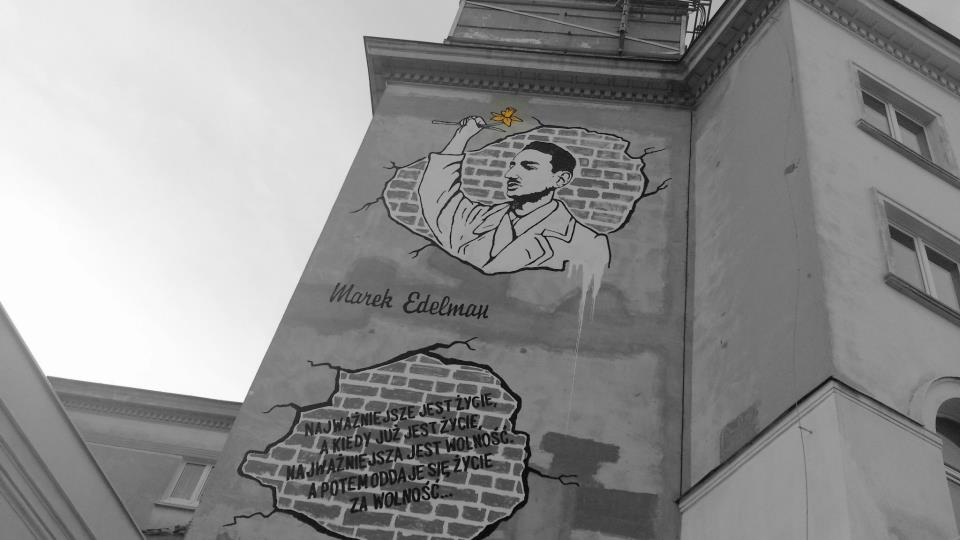 Marek Edelman
NAJWAŻNIEJSZE JEST ŻYCIE,
A KIEDY JUŻ JEST ŻYCIE,
NAJWAŻNIEJSZA JEST WOLNOŚĆ.
A POTEM ODDAJE SIĘ ŻYCIE
ZA WOLNOŚĆ...